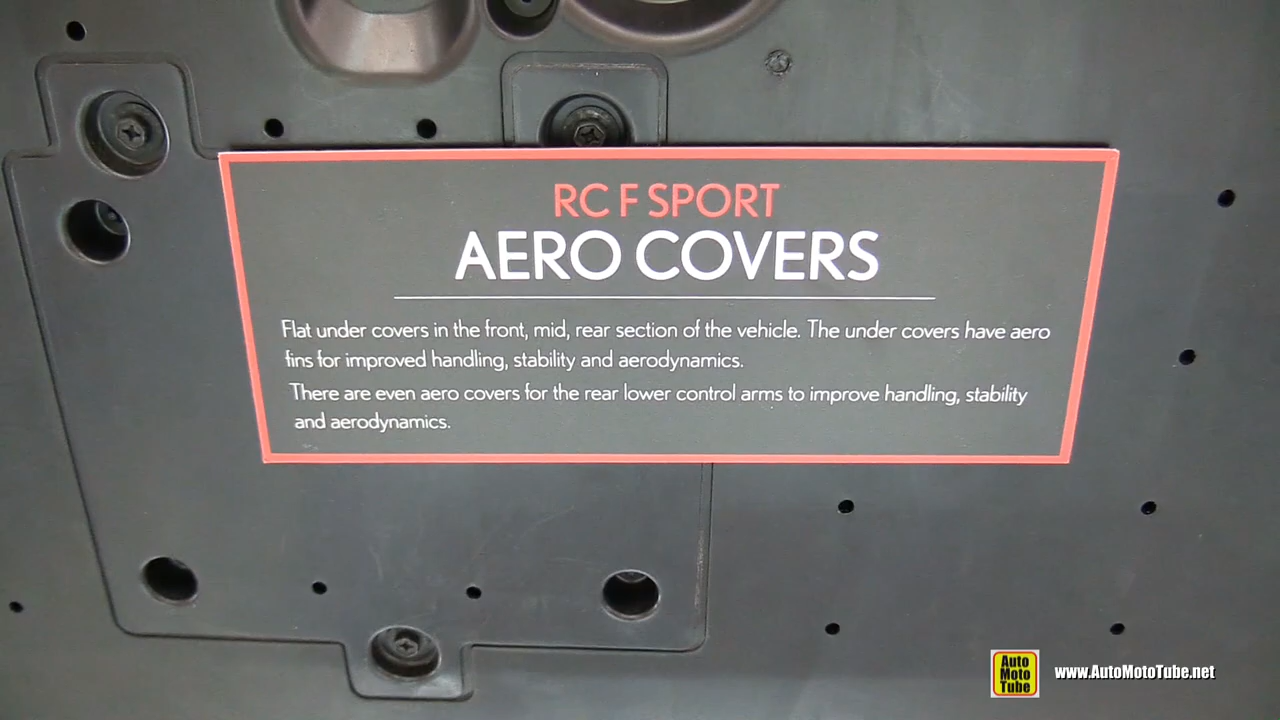 RC F SPORT
AERO COVERS
Flat under covers in the front, mid, rear section of the vehicle. The under covers have aero
fins for improved handling, stability and aerodynamics.
There are even aero covers for the rear lower control arms to improve handling, stability
and aerodynamics.
Auto
Moto
Tube
www.AutoMotoTube.net